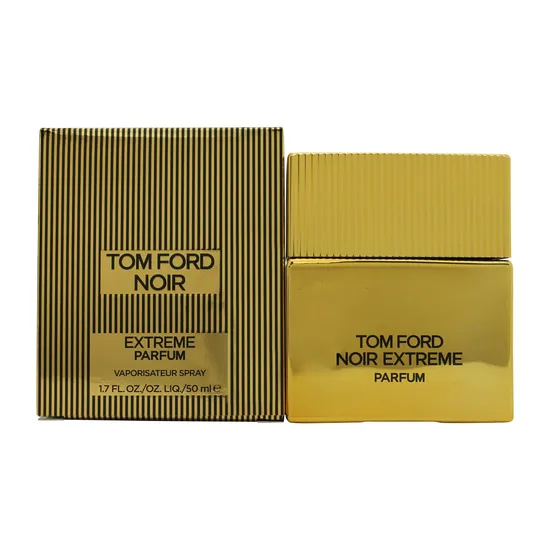 TOM FORD
NOIR
EXTREME
PARFUM
VAPORISATEUR SPRAY
1.7 FL.OZ./OZ. LIQ./50 ml ℮
TOM FORD
NOIR EXTREME
PARFUM